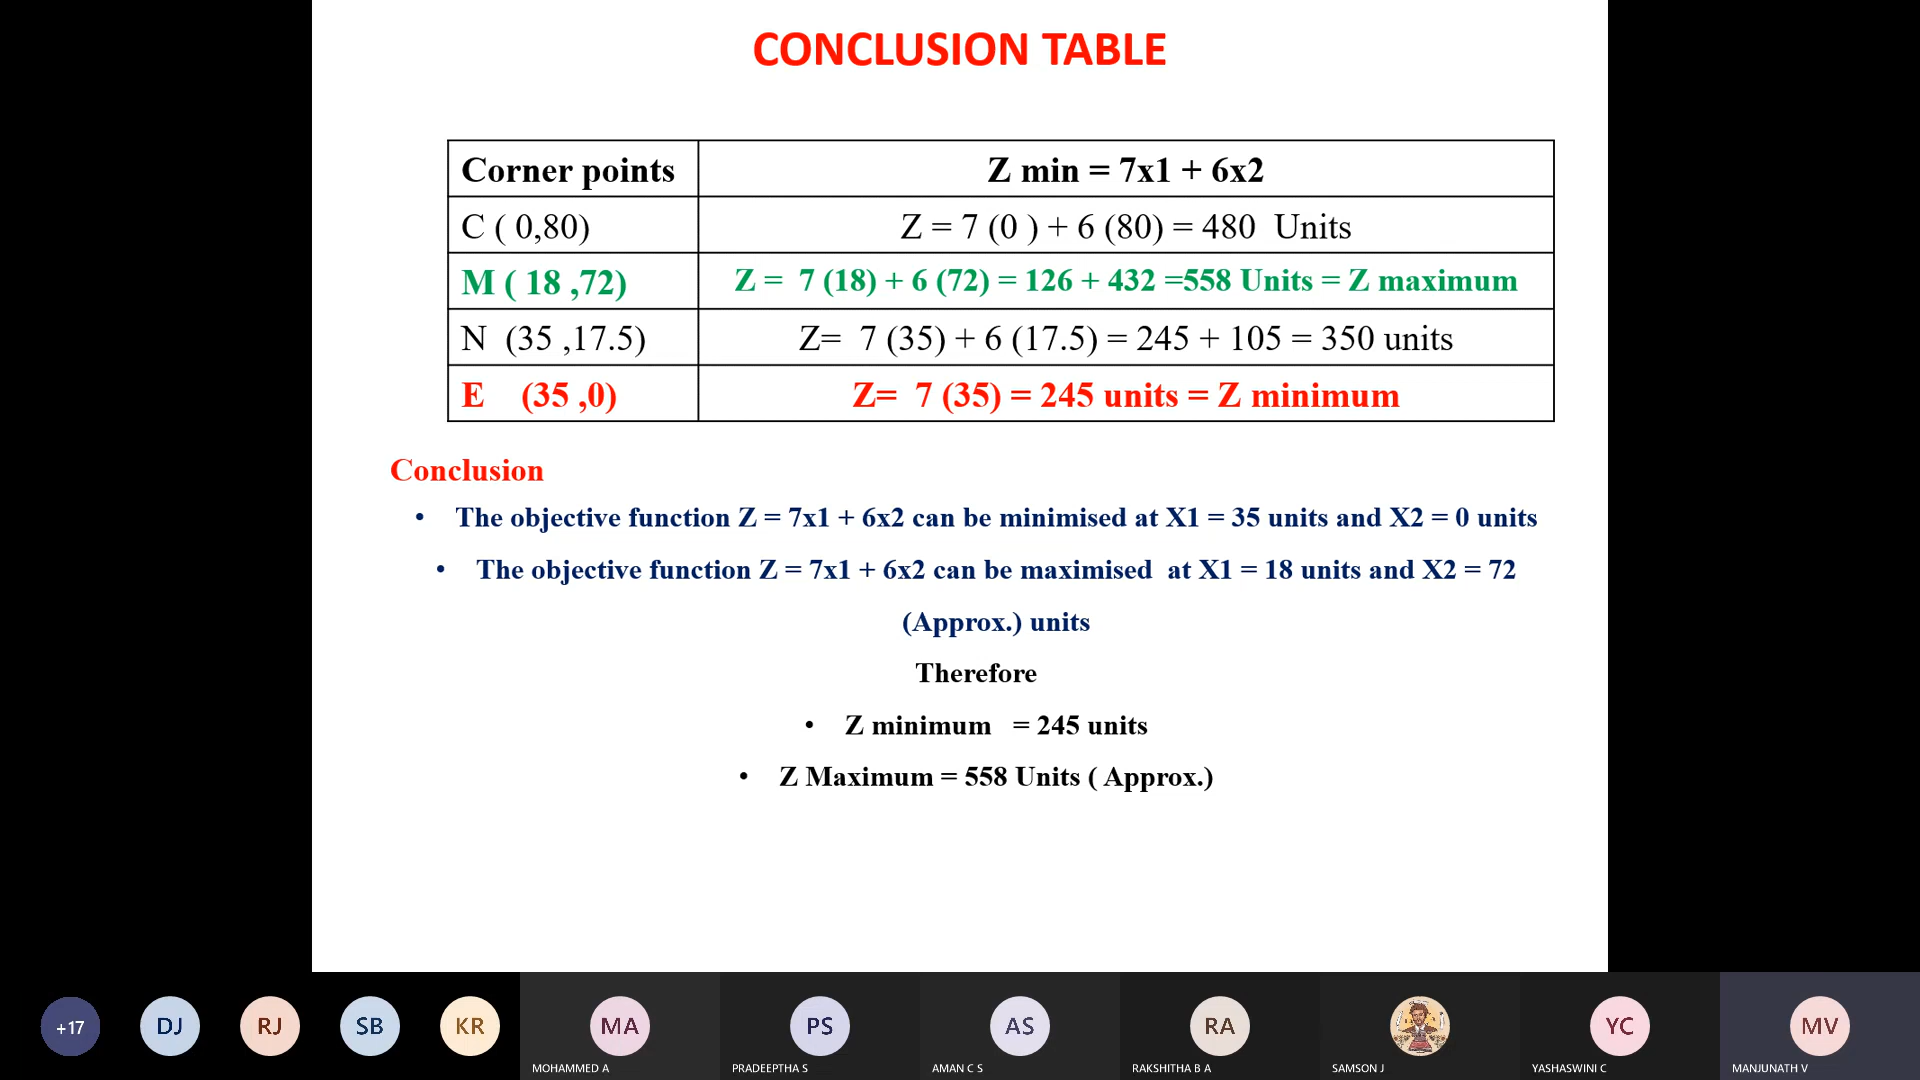 CONCLUSION TABLE
Corner points Z min = 7x1 + 6x2
C ( 0,80) Z = 7 (0 ) + 6 (80) = 480 Units
M ( 18 ,72) Z = 7 (18) + 6 (72) = 126 + 432 =558 Units = Z maximum
N (35 ,17.5) Z= 7 (35) + 6 (17.5) = 245 + 105 = 350 units
E (35 ,0) Z= 7 (35) = 245 units = Z minimum
Conclusion
• The objective function Z = 7x1 + 6x2 can be minimised at X1 = 35 units and X2 = 0 units
• The objective function Z = 7x1 + 6x2 can be maximised at X1 = 18 units and X2 = 72
(Approx.) units
Therefore
• Z minimum = 245 units
• Z Maximum = 558 Units ( Approx.)
+17 DJ RJ SB KR MA PS AS RA YC MV
MOHAMMED A PRADEEPTHA S AMAN C S RAKSHITHA B A SAMSON J YASHASWINI C MANJUNATH V